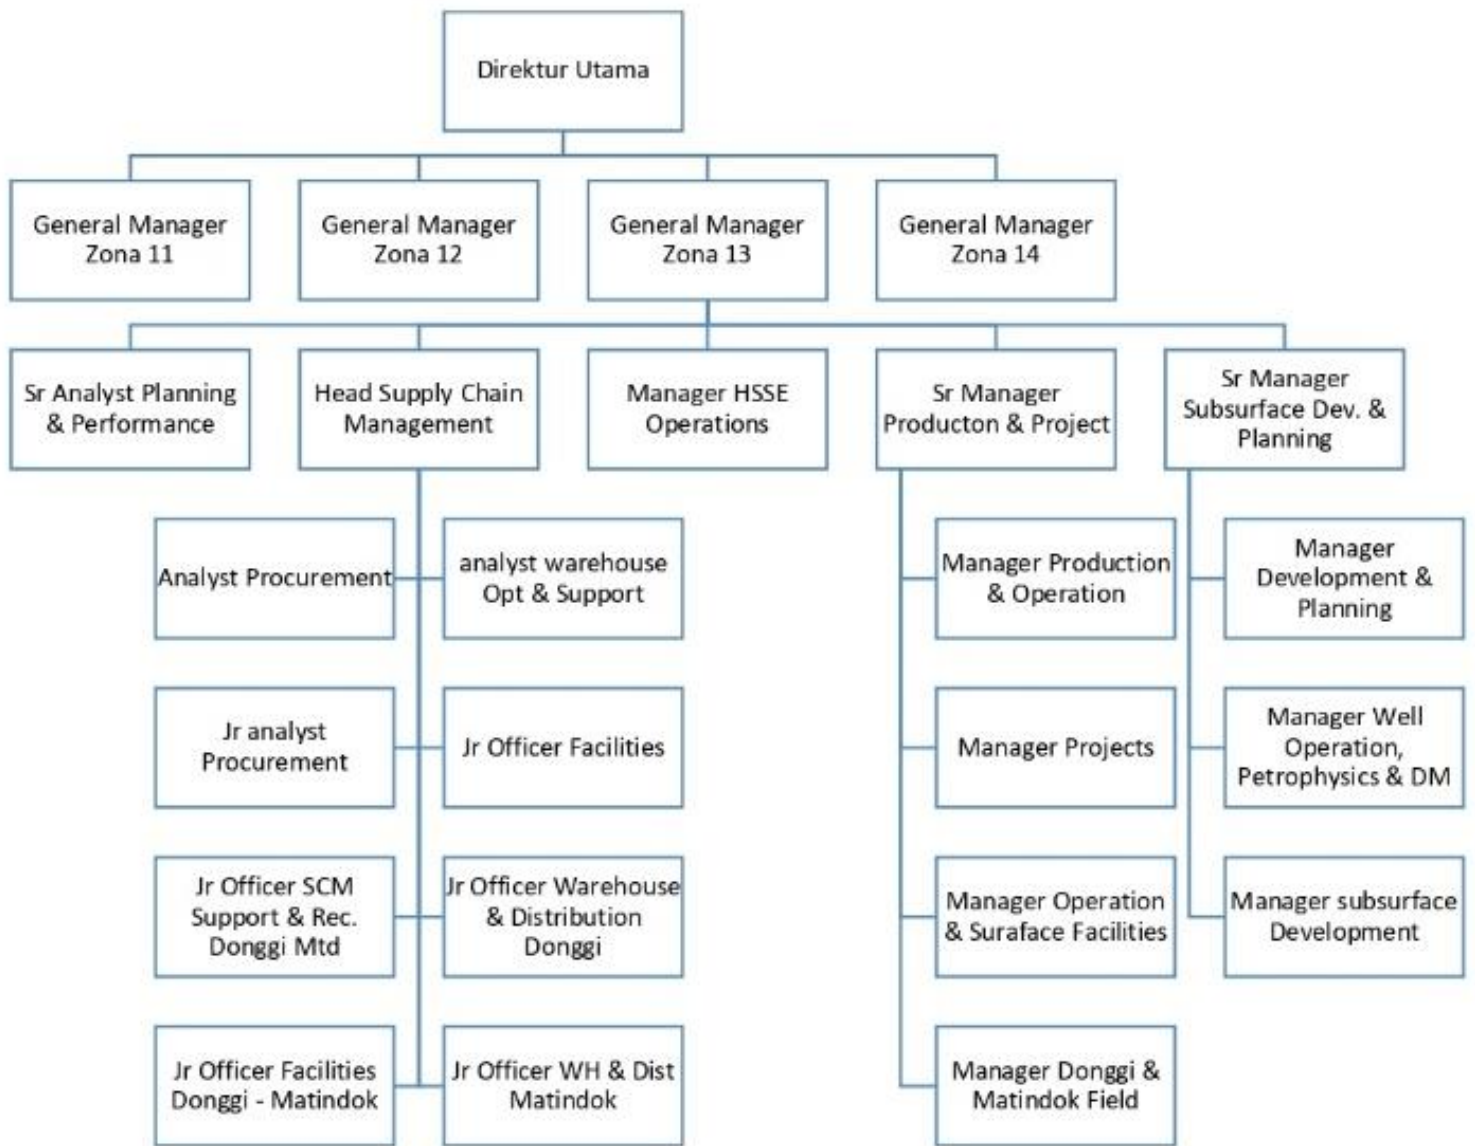 Direktur Utama
General Manager
Zona 11
General Manager
Zona 12
General Manager
Zona 13
General Manager
Zona 14
Sr Analyst Planning
& Performance
Head Supply Chain
Management
Manager HSSE
Operations
Sr Manager
Producton & Project
Sr Manager
Subsurface Dev. &
Planning
Analyst Procurement
analyst warehouse
Opt & Support
Manager Production
& Operation
Manager
Development &
Planning
Jr analyst
Procurement
Jr Officer Facilities
Manager Projects
Manager Well
Operation,
Petrophysics & DM
Jr Officer SCM
Support & Rec.
Donggi Mtd
Jr Officer Warehouse
& Distribution
Donggi
Manager Operation
& Suraface Facilities
Manager subsurface
Development
Jr Officer Facilities
Donggi - Matindok
Jr Officer WH & Dist
Matindok
Manager Donggi &
Matindok Field